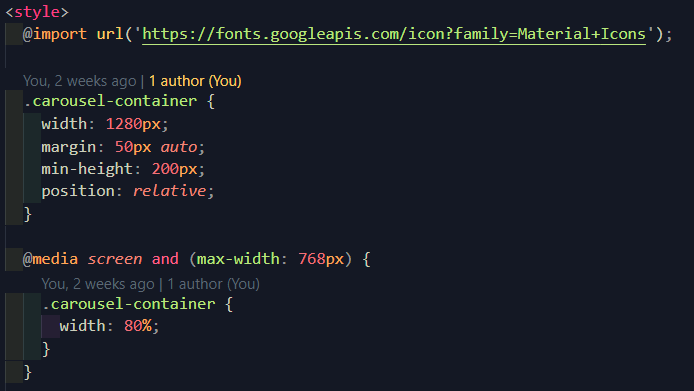 <style>
@import url('https://fonts.googleapis.com/icon?family=Material+Icons');
You, 2 weeks ago | 1 author (You)
.carousel-container {
width: 1280px;
margin: 50px auto;
min-height: 200px;
position: relative;
}
@media screen and (max-width: 768px) {
You, 2 weeks ago | 1 author (You)
.carousel-container {
width: 80%;
}
}